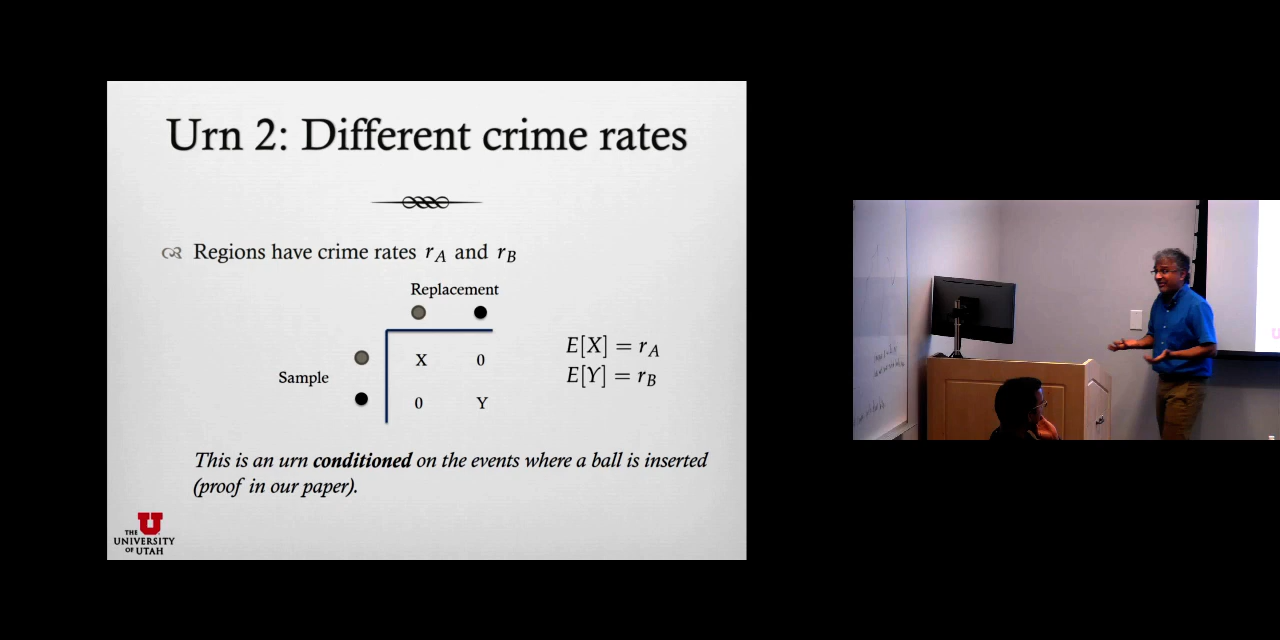 Urn 2: Different crime rates
Regions have crime rates r_A and r_B
Replacement
Sample
X 0
0 Y
E[X] = r_A
E[Y] = r_B
This is an urn conditioned on the events where a ball is inserted
(proof in our paper).
THE
UNIVERSITY
OF UTAH